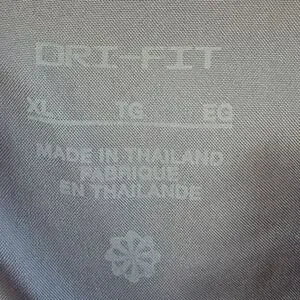 DRI-FIT
XL TG EG
MADE IN THAILAND
FABRIQUE
EN THAILANDE